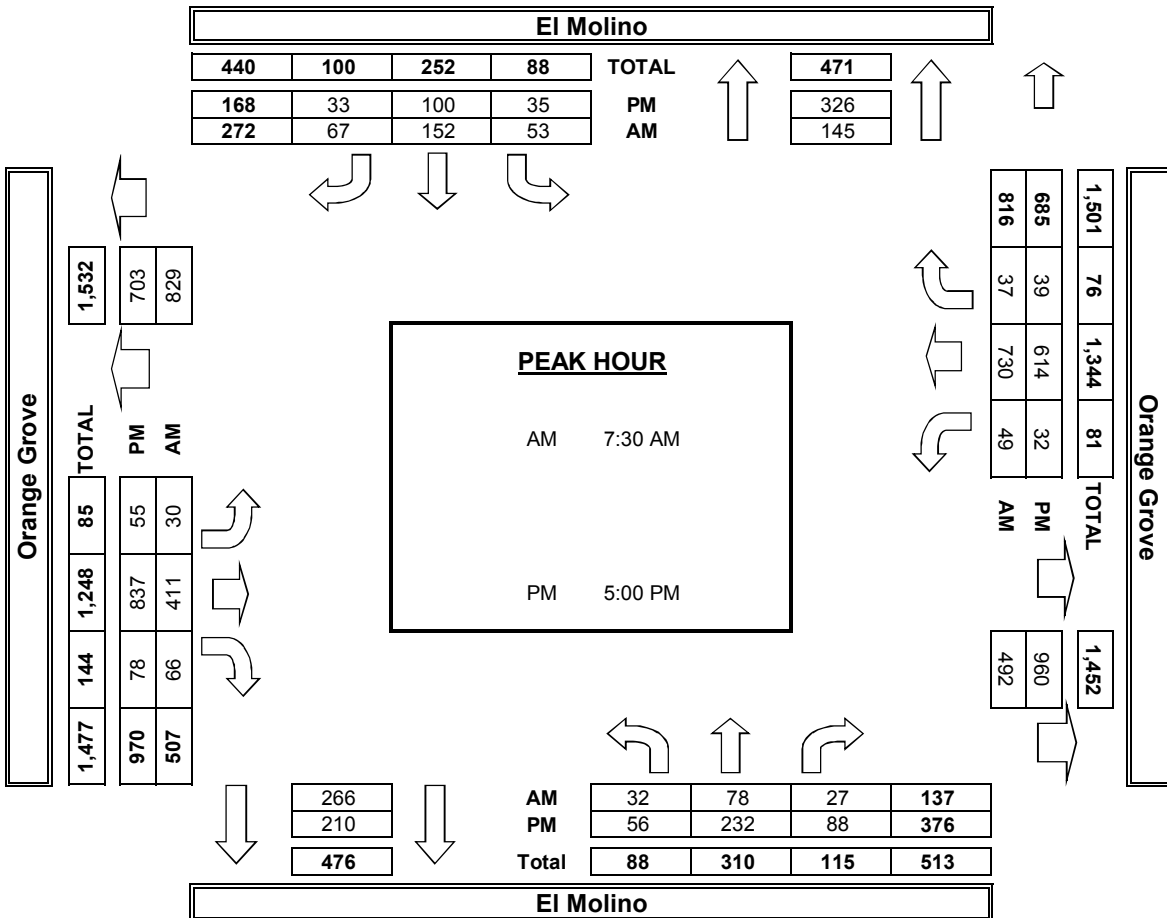 El Molino
440 100 252 88 TOTAL 471
168 33 100 35 PM 326
272 67 152 53 AM 145
Orange Grove
1,532
703
829
TOTAL
PM
AM
85 1,248 144 1,477
55 837 78 970
30 411 66 507
PEAK HOUR
AM 7:30 AM
PM 5:00 PM
1,501 76 1,344 81 TOTAL
685 39 614 32 PM
816 37 730 49 AM
1,452
960
492
Orange Grove
266 AM 32 78 27 137
210 PM 56 232 88 376
476 Total 88 310 115 513
El Molino